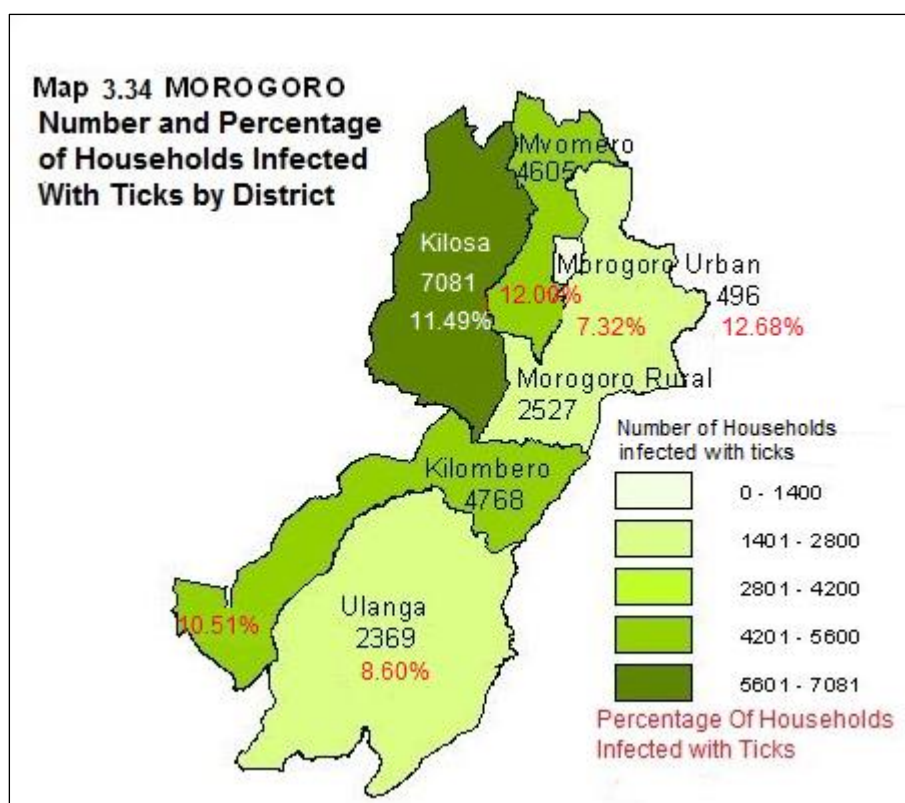 Map 3.34 MOROGORO
Number and Percentage
of Households Infected
With Ticks by District
Mvomero
4605
Kilosa
7081
11.49%
12.00%
Morogoro Urban
496
12.68%
7.32%
Morogoro Rural
2527
Kilombero
4768
10.51%
Ulanga
2369
8.60%
Number of Households
infected with ticks
0 - 1400
1401 - 2800
2801 - 4200
4201 - 5600
5601 - 7081
Percentage Of Households
Infected with Ticks